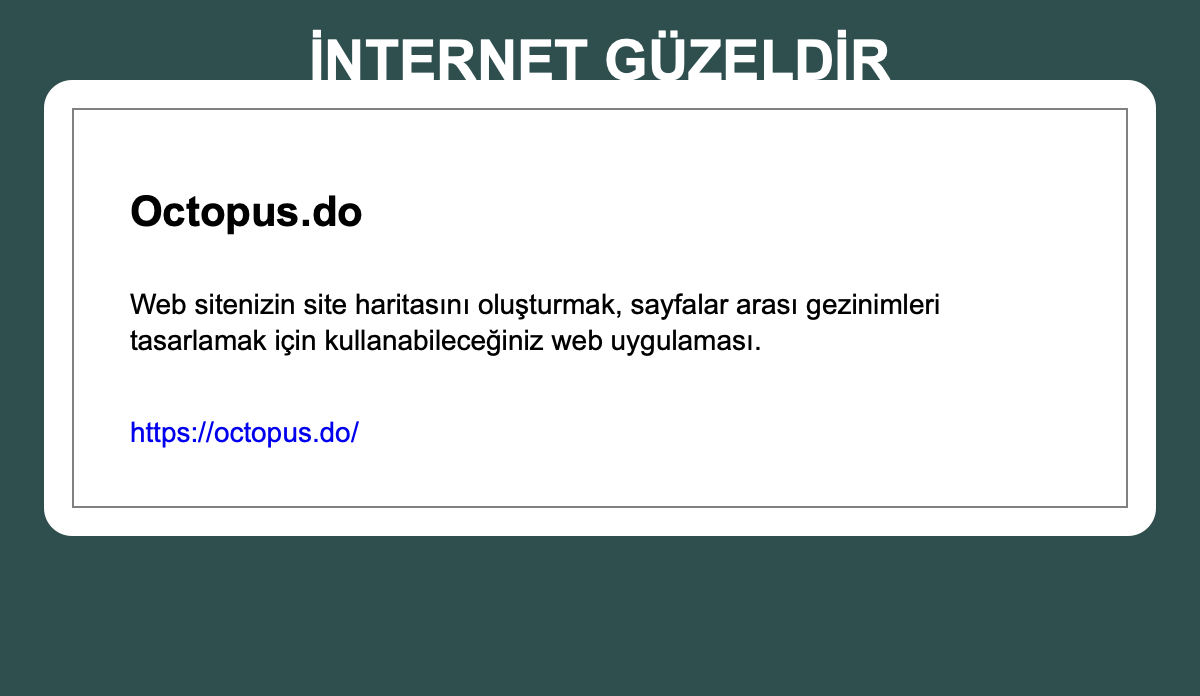 İNTERNET GÜZELDİR
Octopus.do
Web sitenizin site haritasını oluşturmak, sayfalar arası gezinimleri
tasarlamak için kullanabileceğiniz web uygulaması.
https://octopus.do/